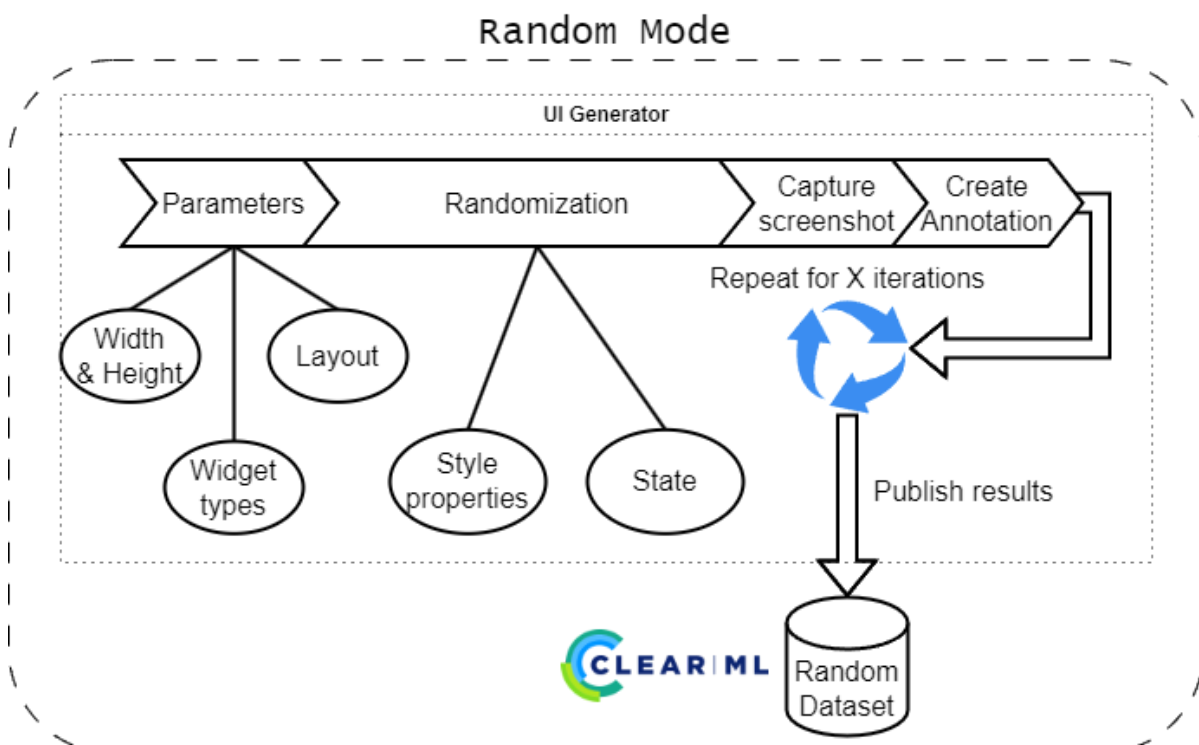 Random Mode
UI Generator
Parameters
Randomization
Capture
screenshot
Create
Annotation
Repeat for X iterations
Width
& Height
Layout
Widget
types
Style
properties
State
Publish results
CLEAR|ML
Random
Dataset